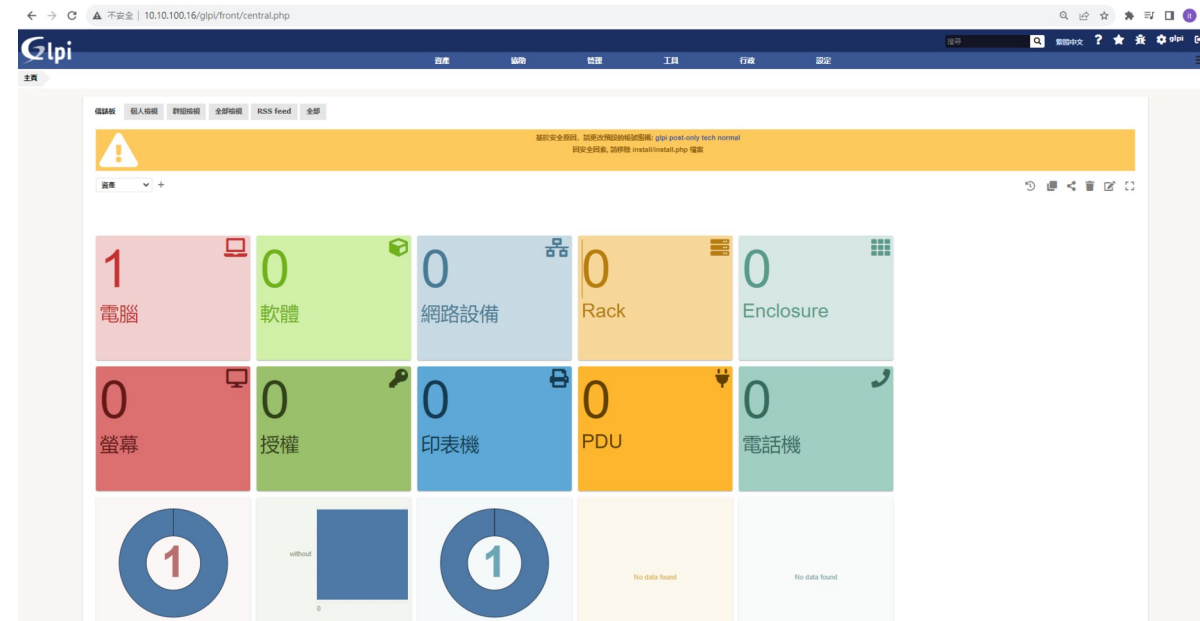 不安全 | 10.10.100.16/glpi/front/central.php
it
Glpi
搜尋
繁體中文
?
glpi
資產 協助 管理 工具 行政 設定
主頁
儀錶板 個人檢視 群組檢視 全部檢視 RSS feed 全部
基於安全原因, 請更改預設的帳號密碼: glpi post-only tech normal
因安全因素, 請移除 install/install.php 檔案
資產 +
1
電腦
0
軟體
0
網路設備
0
Rack
0
Enclosure
0
螢幕
0
授權
0
印表機
0
PDU
0
電話機
1
without
0
1
No data found
No data found